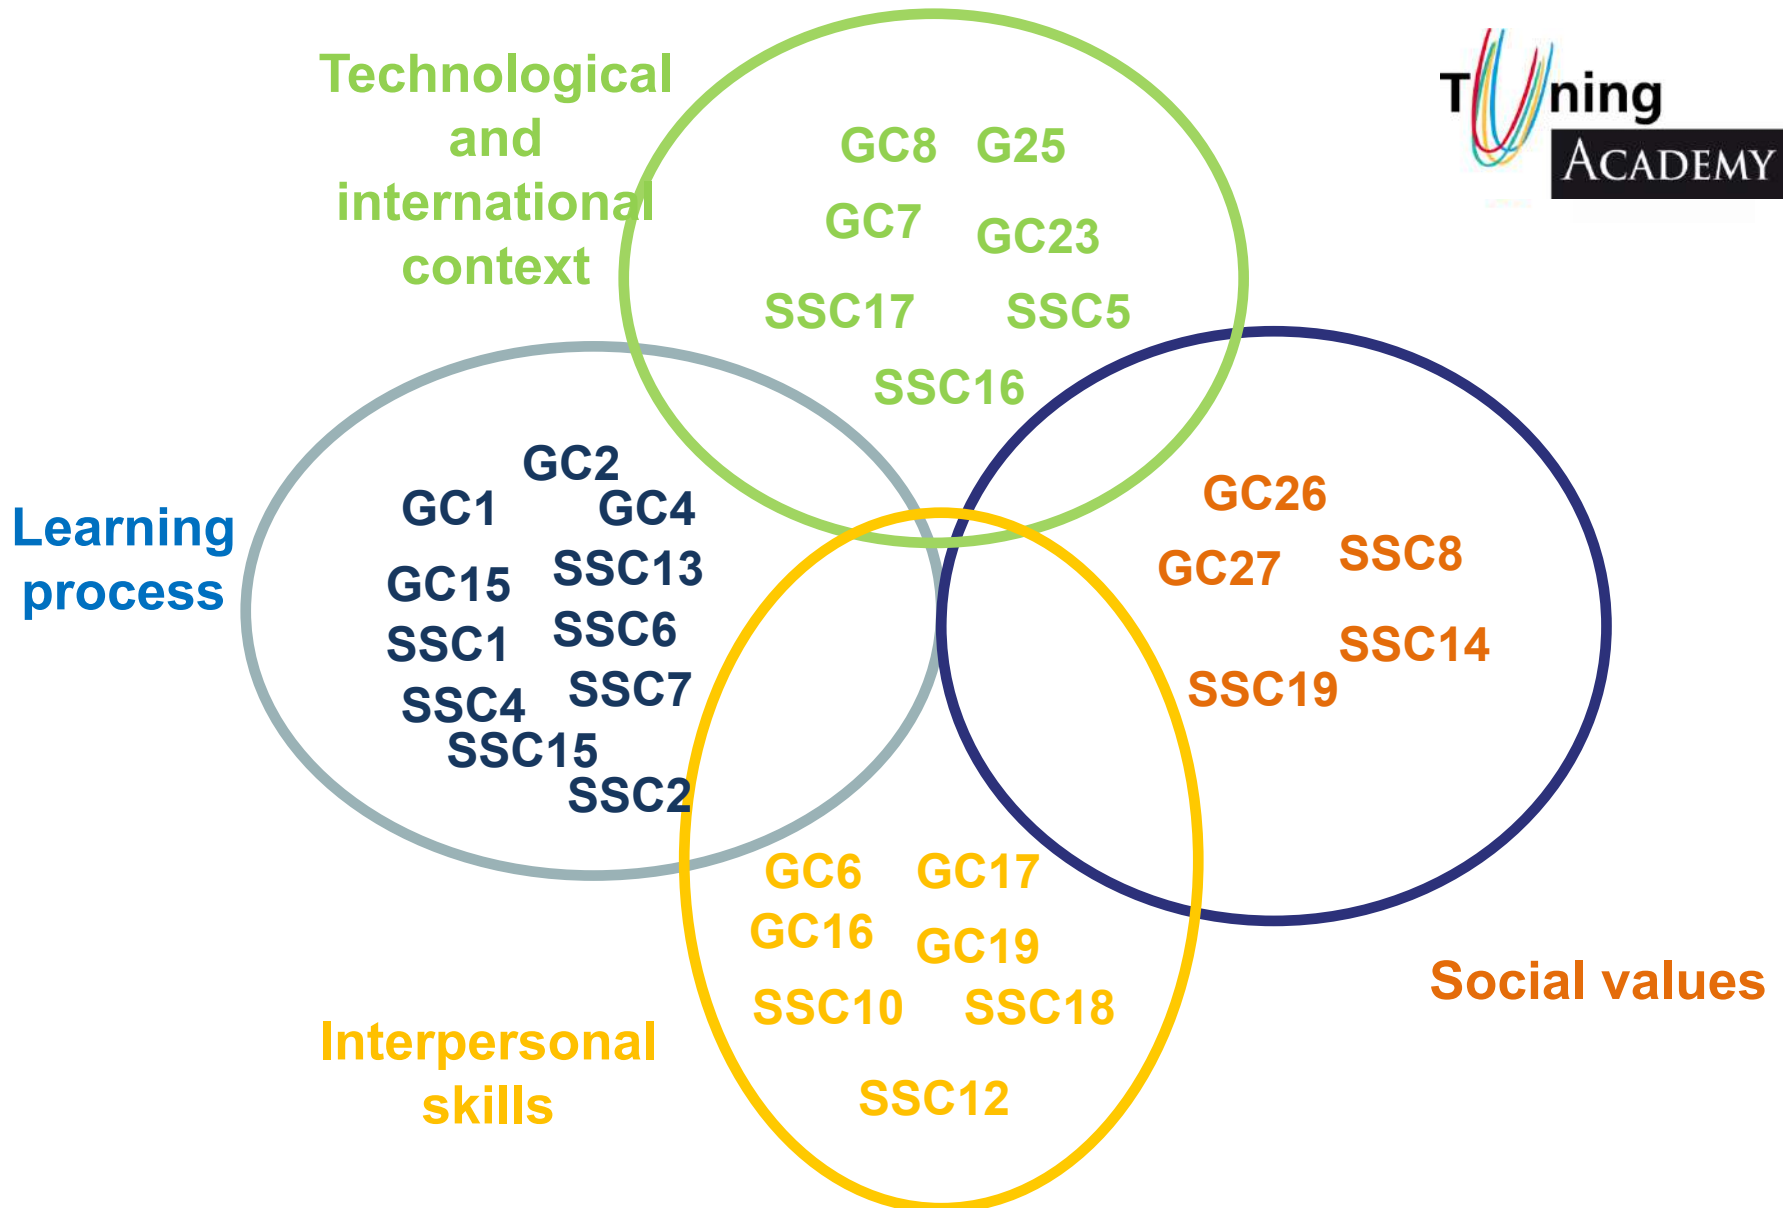 Technological
and
international
context
TUning
ACADEMY
GC8 G25
GC7 GC23
SSC17 SSC5
SSC16
Learning
process
GC2
GC1 GC4
GC15 SSC13
SSC1 SSC6
SSC4 SSC7
SSC15
SSC2
GC26
GC27 SSC8
SSC14
SSC19
Social values
GC6 GC17
GC16 GC19
SSC10 SSC18
SSC12
Interpersonal
skills